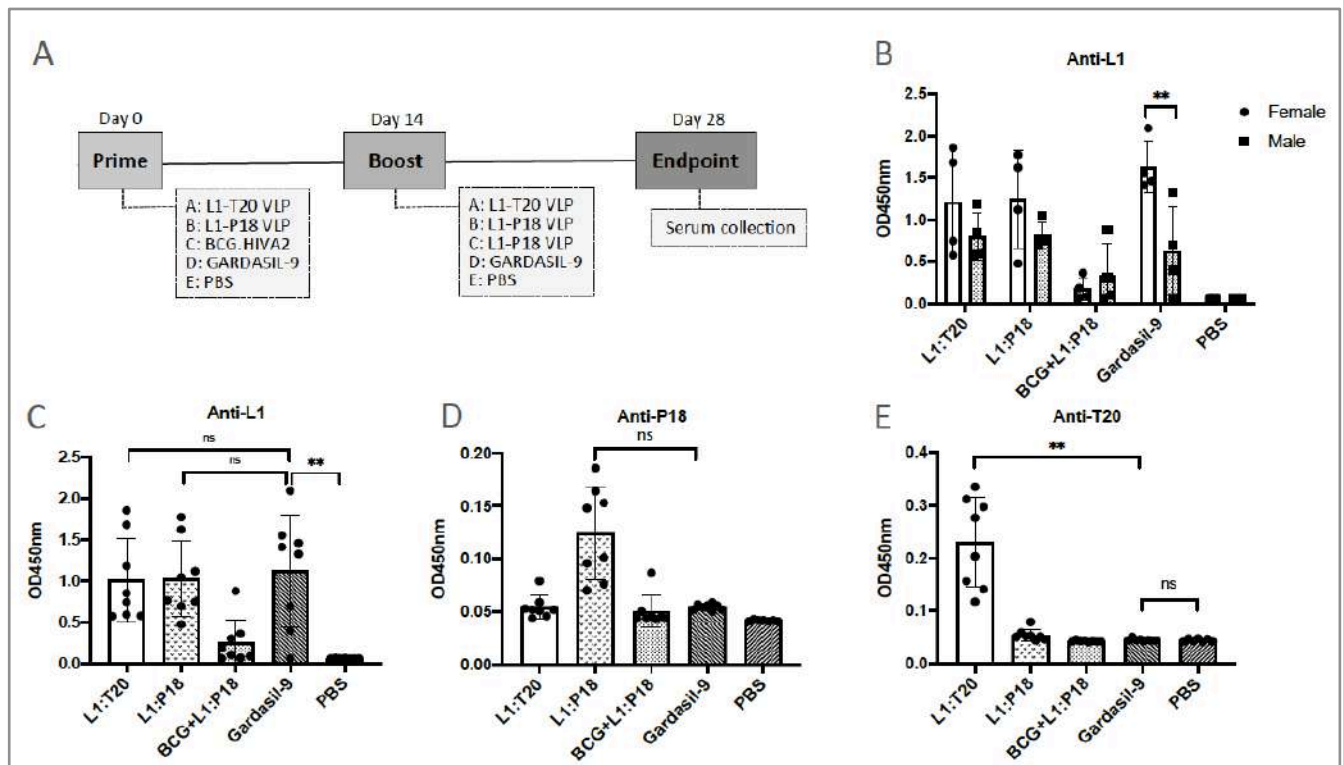 A
Day 0
Day 14
Day 28
Prime
Boost
Endpoint
A: L1-T20 VLP
B: L1-P18 VLP
C: BCG.HIVA2
D: GARDASIL-9
E: PBS
A: L1-T20 VLP
B: L1-P18 VLP
C: L1-P18 VLP
D: GARDASIL-9
E: PBS
Serum collection
B
Anti-L1
**
Female
Male
OD450nm
2.5
2.0
1.5
1.0
0.5
0.0
L1:T20
L1:P18
BCG+L1:P18
Gardasil-9
PBS
C
Anti-L1
ns
ns
**
OD450nm
2.5
2.0
1.5
1.0
0.5
0.0
L1:T20
L1:P18
BCG+L1:P18
Gardasil-9
PBS
D
Anti-P18
ns
OD450nm
0.20
0.15
0.10
0.05
0.00
L1:T20
L1:P18
BCG+L1:P18
Gardasil-9
PBS
E
Anti-T20
**
ns
OD450nm
0.4
0.3
0.2
0.1
0.0
L1:T20
L1:P18
BCG+L1:P18
Gardasil-9
PBS